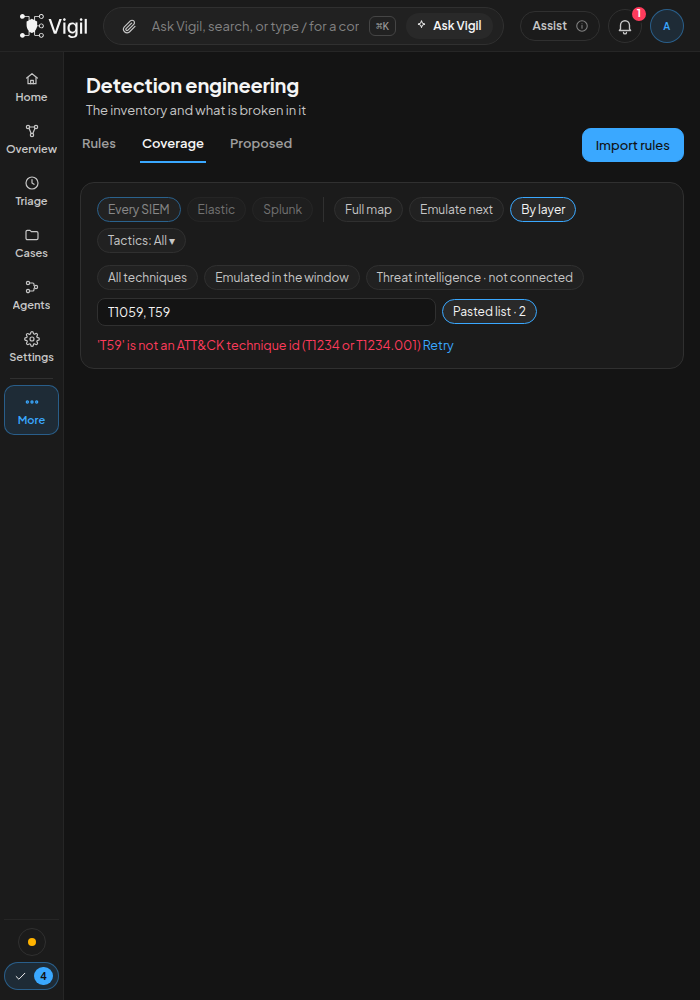 Vigil
Ask Vigil, search, or type / for a cor
⌘K
Ask Vigil
Assist
1
A
Home
Overview
Triage
Cases
Agents
Settings
More
4
Detection engineering
The inventory and what is broken in it
Rules
Coverage
Proposed
Import rules
Every SIEM
Elastic
Splunk
Full map
Emulate next
By layer
Tactics: All ▾
All techniques
Emulated in the window
Threat intelligence · not connected
T1059, T59
Pasted list · 2
'T59' is not an ATT&CK technique id (T1234 or T1234.001) Retry